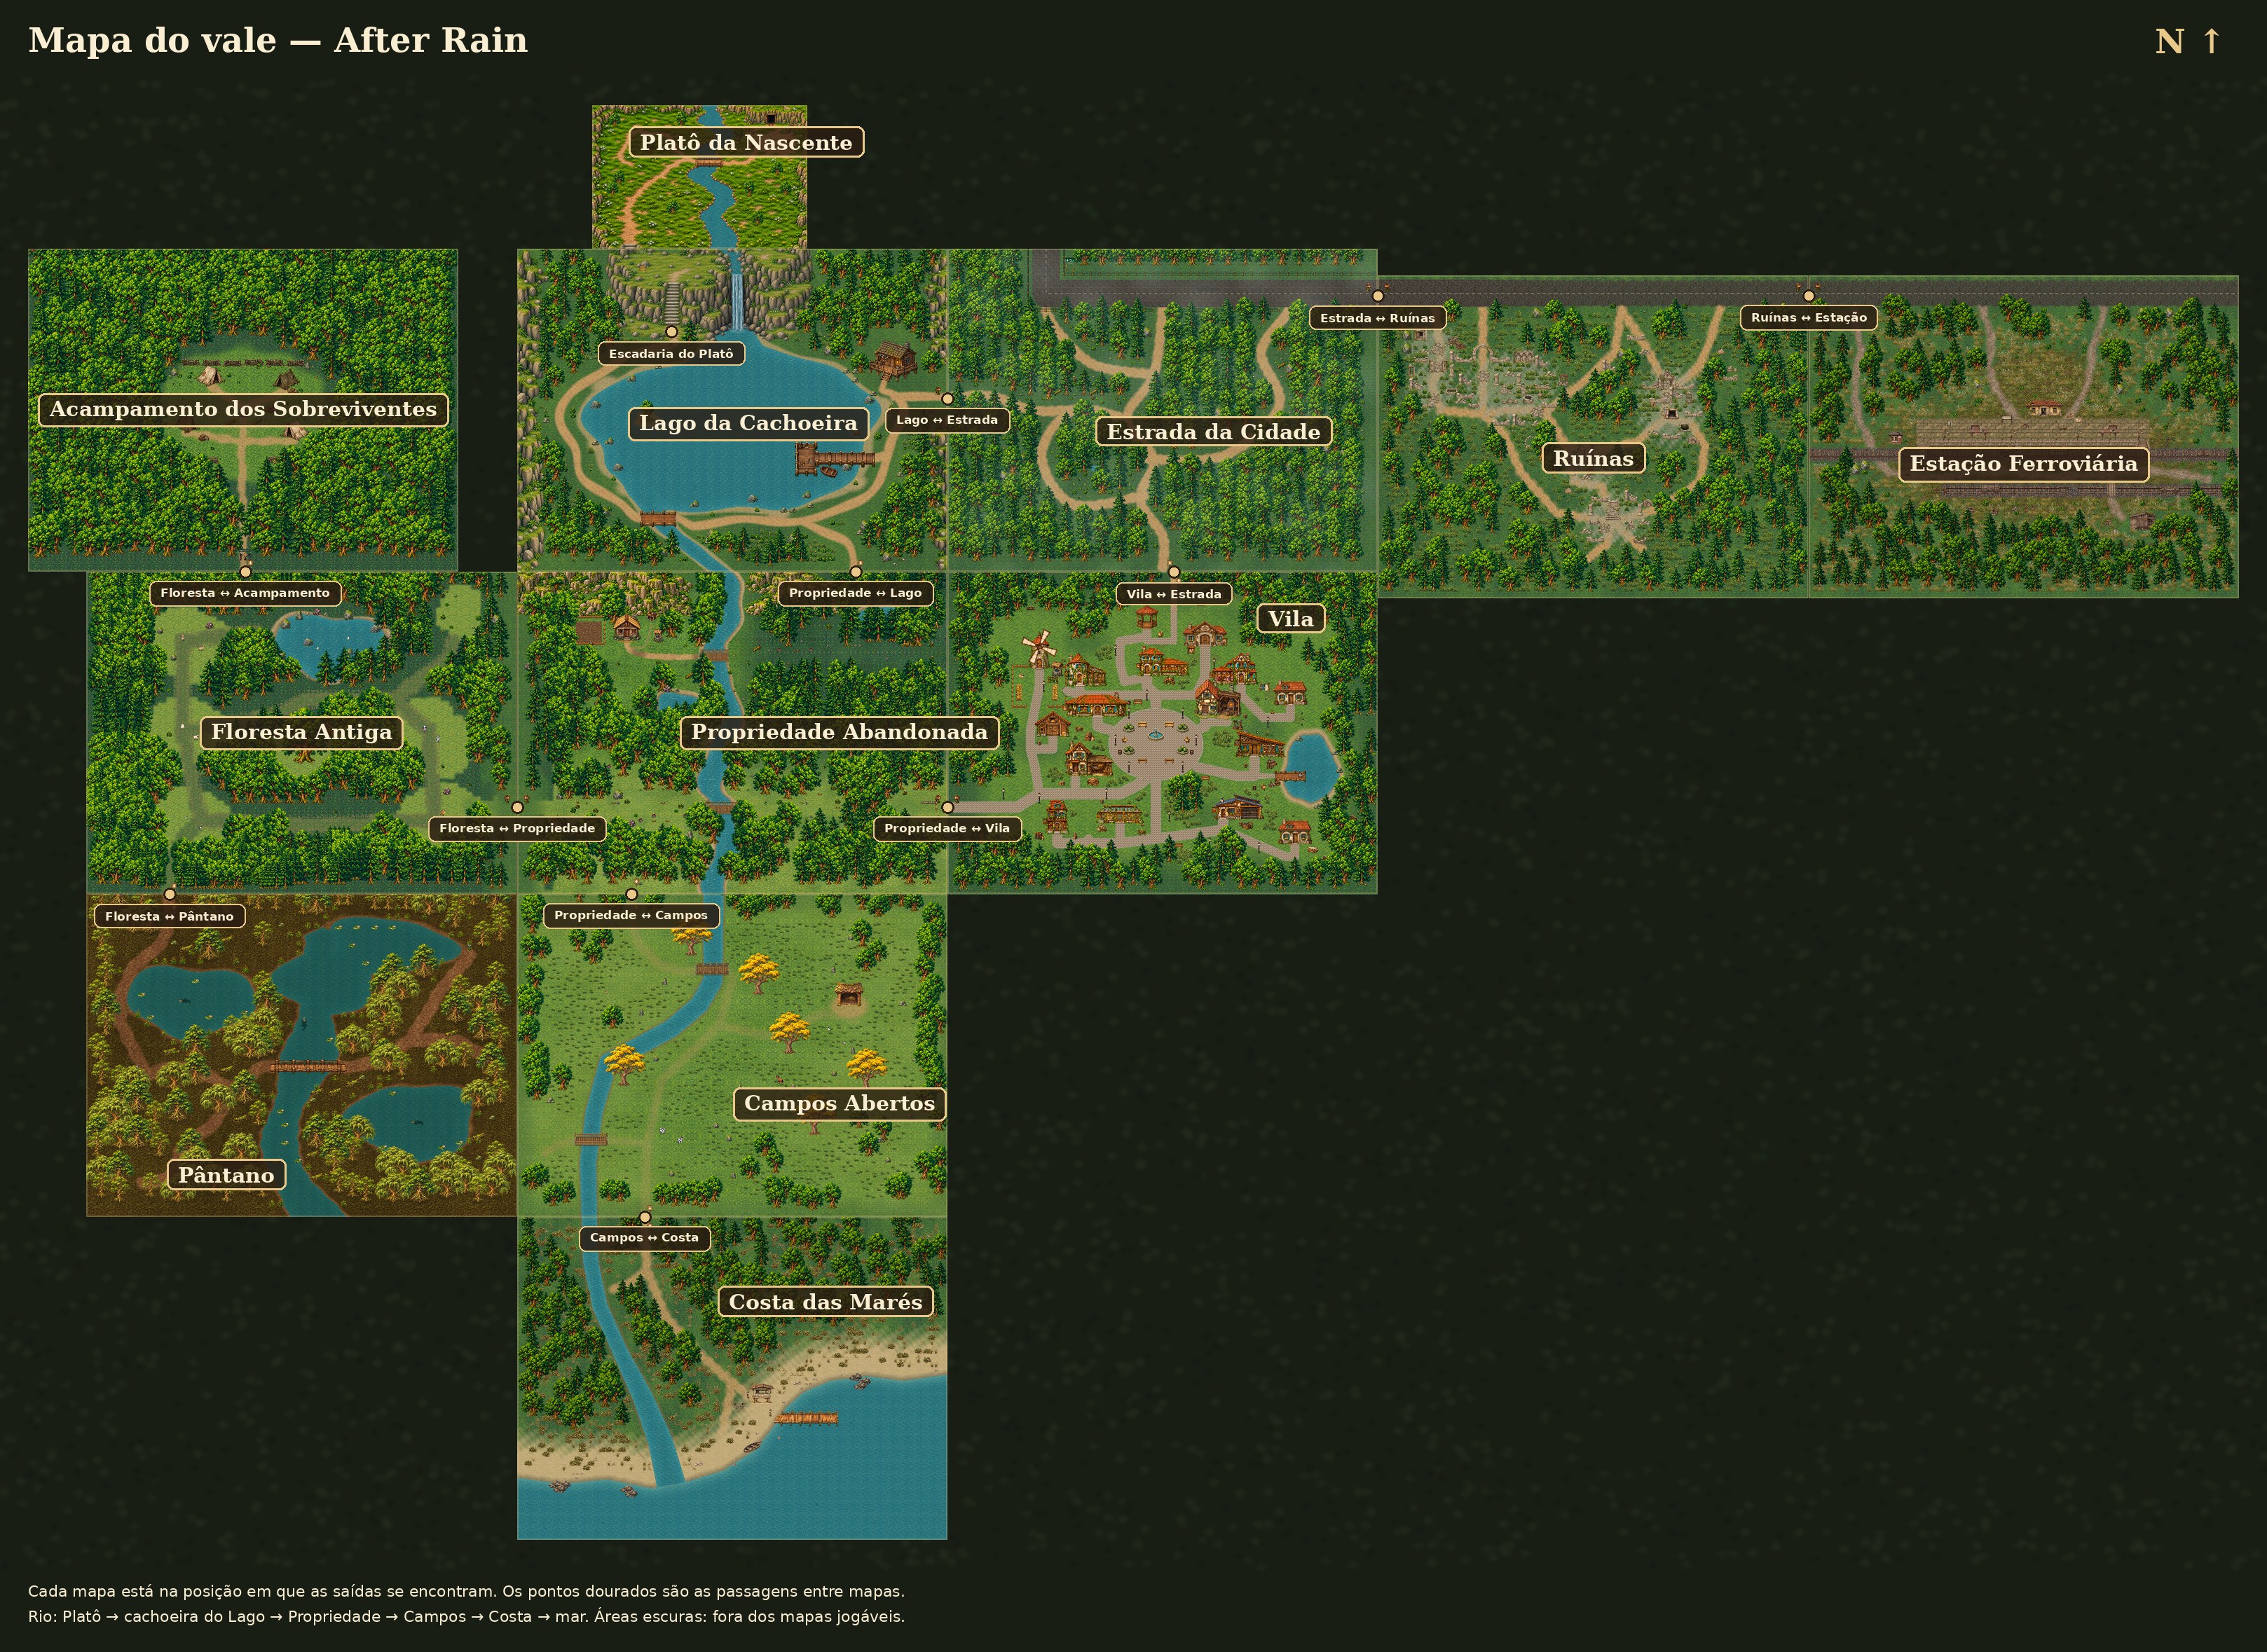 Mapa do vale — After Rain
N ↑
Platô da Nascente
Estrada ↔ Ruínas
Ruínas ↔ Estação
Escadaria do Platô
Acampamento dos Sobreviventes
Lago da Cachoeira
Lago ↔ Estrada
Estrada da Cidade
Ruínas
Estação Ferroviária
Floresta ↔ Acampamento
Propriedade ↔ Lago
Vila ↔ Estrada
Vila
Floresta Antiga
Propriedade Abandonada
Floresta ↔ Propriedade
Propriedade ↔ Vila
Floresta ↔ Pântano
Propriedade ↔ Campos
Campos Abertos
Pântano
Campos ↔ Costa
Costa das Marés
Cada mapa está na posição em que as saídas se encontram. Os pontos dourados são as passagens entre mapas.
Rio: Platô → cachoeira do Lago → Propriedade → Campos → Costa → mar. Áreas escuras: fora dos mapas jogáveis.